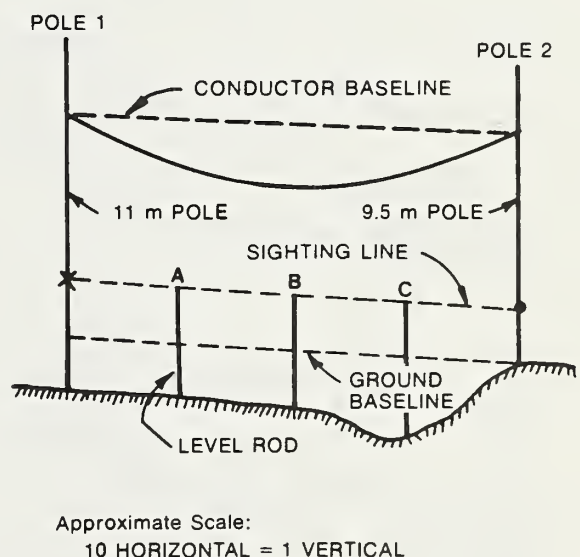 POLE 1
POLE 2
CONDUCTOR BASELINE
11 m POLE
9.5 m POLE
SIGHTING LINE
A
B
C
GROUND
BASELINE
LEVEL ROD
Approximate Scale:
10 HORIZONTAL = 1 VERTICAL